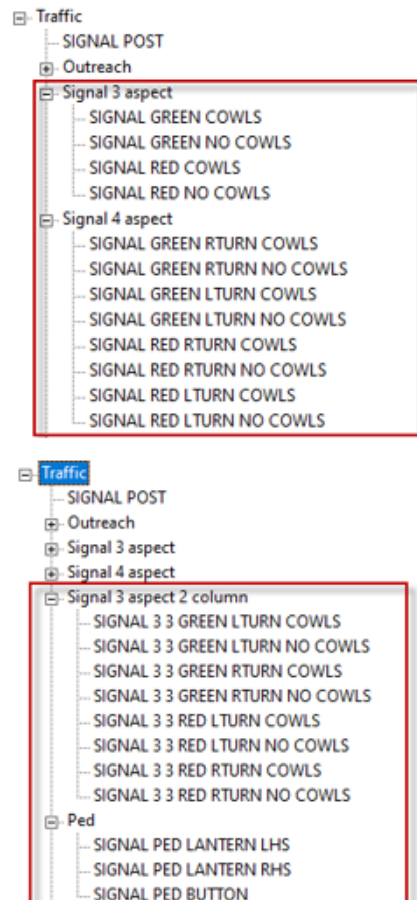 Traffic
SIGNAL POST
Outreach
Signal 3 aspect
SIGNAL GREEN COWLS
SIGNAL GREEN NO COWLS
SIGNAL RED COWLS
SIGNAL RED NO COWLS
Signal 4 aspect
SIGNAL GREEN RTURN COWLS
SIGNAL GREEN RTURN NO COWLS
SIGNAL GREEN LTURN COWLS
SIGNAL GREEN LTURN NO COWLS
SIGNAL RED RTURN COWLS
SIGNAL RED RTURN NO COWLS
SIGNAL RED LTURN COWLS
SIGNAL RED LTURN NO COWLS
Traffic
SIGNAL POST
Outreach
Signal 3 aspect
Signal 4 aspect
Signal 3 aspect 2 column
SIGNAL 3 3 GREEN LTURN COWLS
SIGNAL 3 3 GREEN LTURN NO COWLS
SIGNAL 3 3 GREEN RTURN COWLS
SIGNAL 3 3 GREEN RTURN NO COWLS
SIGNAL 3 3 RED LTURN COWLS
SIGNAL 3 3 RED LTURN NO COWLS
SIGNAL 3 3 RED RTURN COWLS
SIGNAL 3 3 RED RTURN NO COWLS
Ped
SIGNAL PED LANTERN LHS
SIGNAL PED LANTERN RHS
SIGNAL PED BUTTON